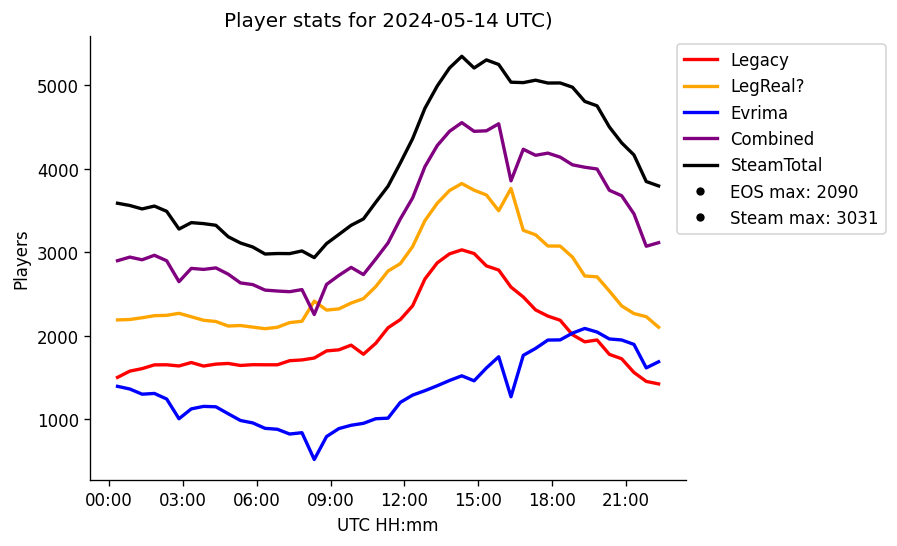 Player stats for 2024-05-14 UTC)
Legacy
LegReal?
Evrima
Combined
SteamTotal
EOS max: 2090
Steam max: 3031
Players
5000
4000
3000
2000
1000
00:00 03:00 06:00 09:00 12:00 15:00 18:00 21:00
UTC HH:mm